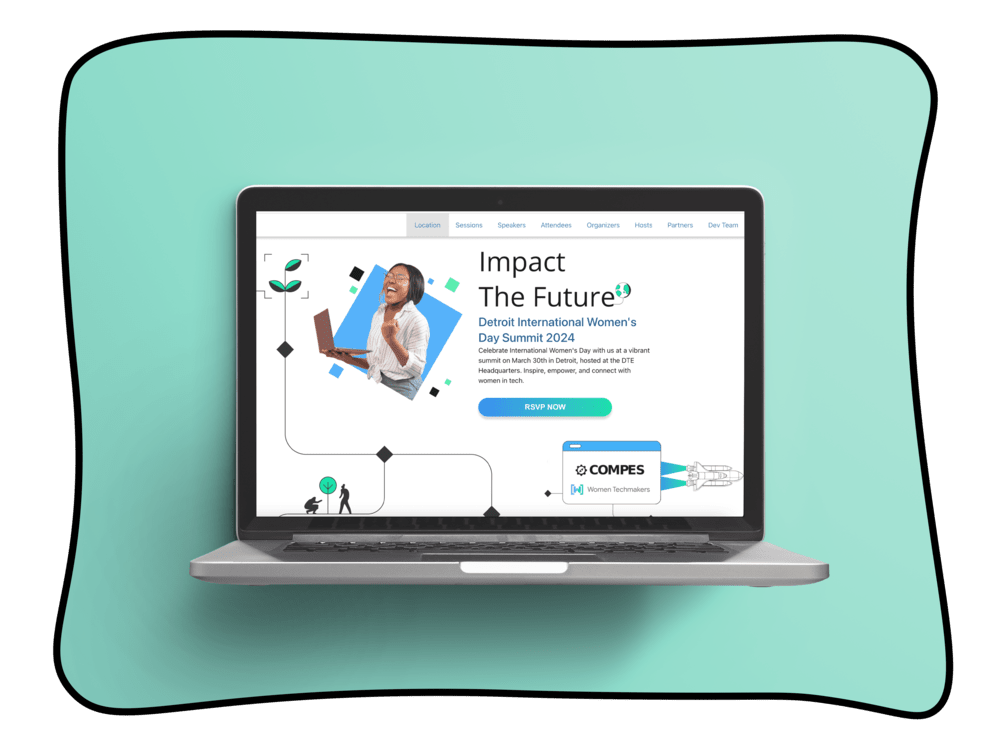 Location Sessions Speakers Attendees Organizers Hosts Partners Dev Team
Impact
The Future
Detroit International Women's
Day Summit 2024
Celebrate International Women's Day with us at a vibrant
summit on March 30th in Detroit, hosted at the DTE
Headquarters. Inspire, empower, and connect with
women in tech.
RSVP NOW
COMPES
[W] Women Techmakers